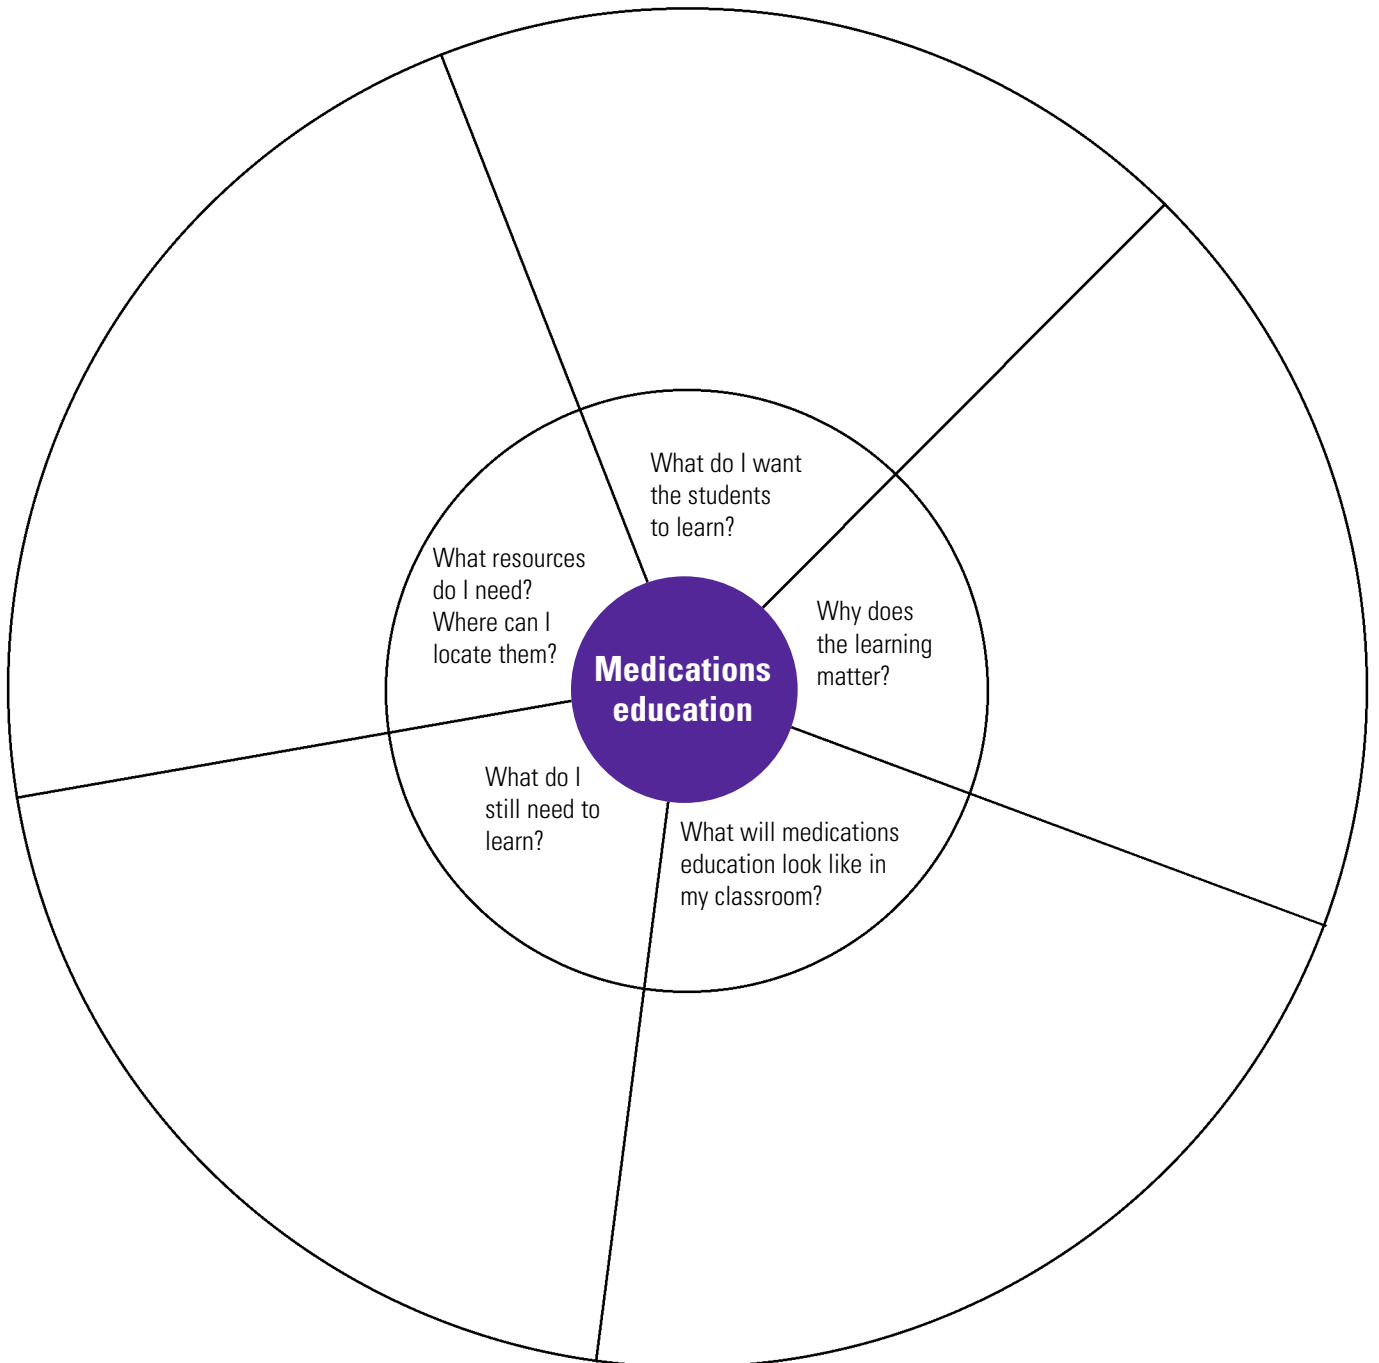 What do I want
the students
to learn?
What resources
do I need?
Where can I
locate them?
Why does
the learning
matter?
Medications
education
What do I
still need to
learn?
What will medications
education look like in
my classroom?